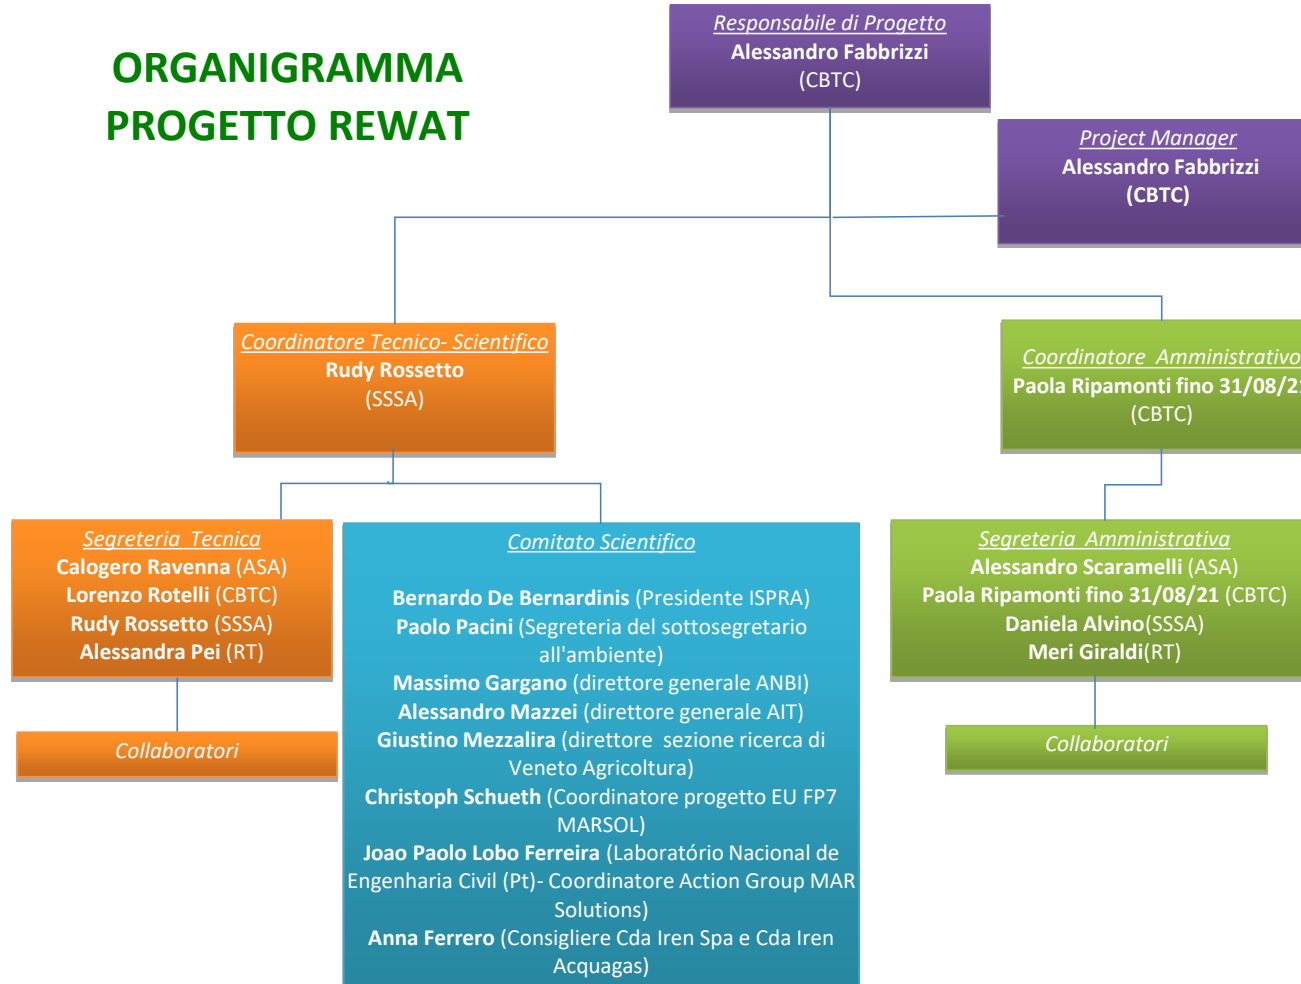 ORGANIGRAMMA
PROGETTO REWAT
Responsabile di Progetto
Alessandro Fabbrizzi
(CBTC)
Project Manager
Alessandro Fabbrizzi
(CBTC)
Coordinatore Tecnico- Scientifico
Rudy Rossetto
(SSSA)
Coordinatore  Amministrativo
Paola Ripamonti fino 31/08/21
(CBTC)
Segreteria  Tecnica
Calogero Ravenna (ASA)
Lorenzo Rotelli (CBTC)
Rudy Rossetto (SSSA)
Alessandra Pei (RT)
Collaboratori
Comitato Scientifico
Bernardo De Bernardinis (Presidente ISPRA)
Paolo Pacini (Segreteria del sottosegretario
all'ambiente)
Massimo Gargano (direttore generale ANBI)
Alessandro Mazzei (direttore generale AIT)
Giustino Mezzalira (direttore  sezione ricerca di
Veneto Agricoltura)
Christoph Schueth (Coordinatore progetto EU FP7
MARSOL)
Joao Paolo Lobo Ferreira (Laboratório Nacional de
Engenharia Civil (Pt)- Coordinatore Action Group MAR
Solutions)
Anna Ferrero (Consigliere Cda Iren Spa e Cda Iren
Acquagas)
Segreteria  Amministrativa
Alessandro Scaramelli (ASA)
Paola Ripamonti fino 31/08/21 (CBTC)
Daniela Alvino(SSSA)
Meri Giraldi(RT)
Collaboratori